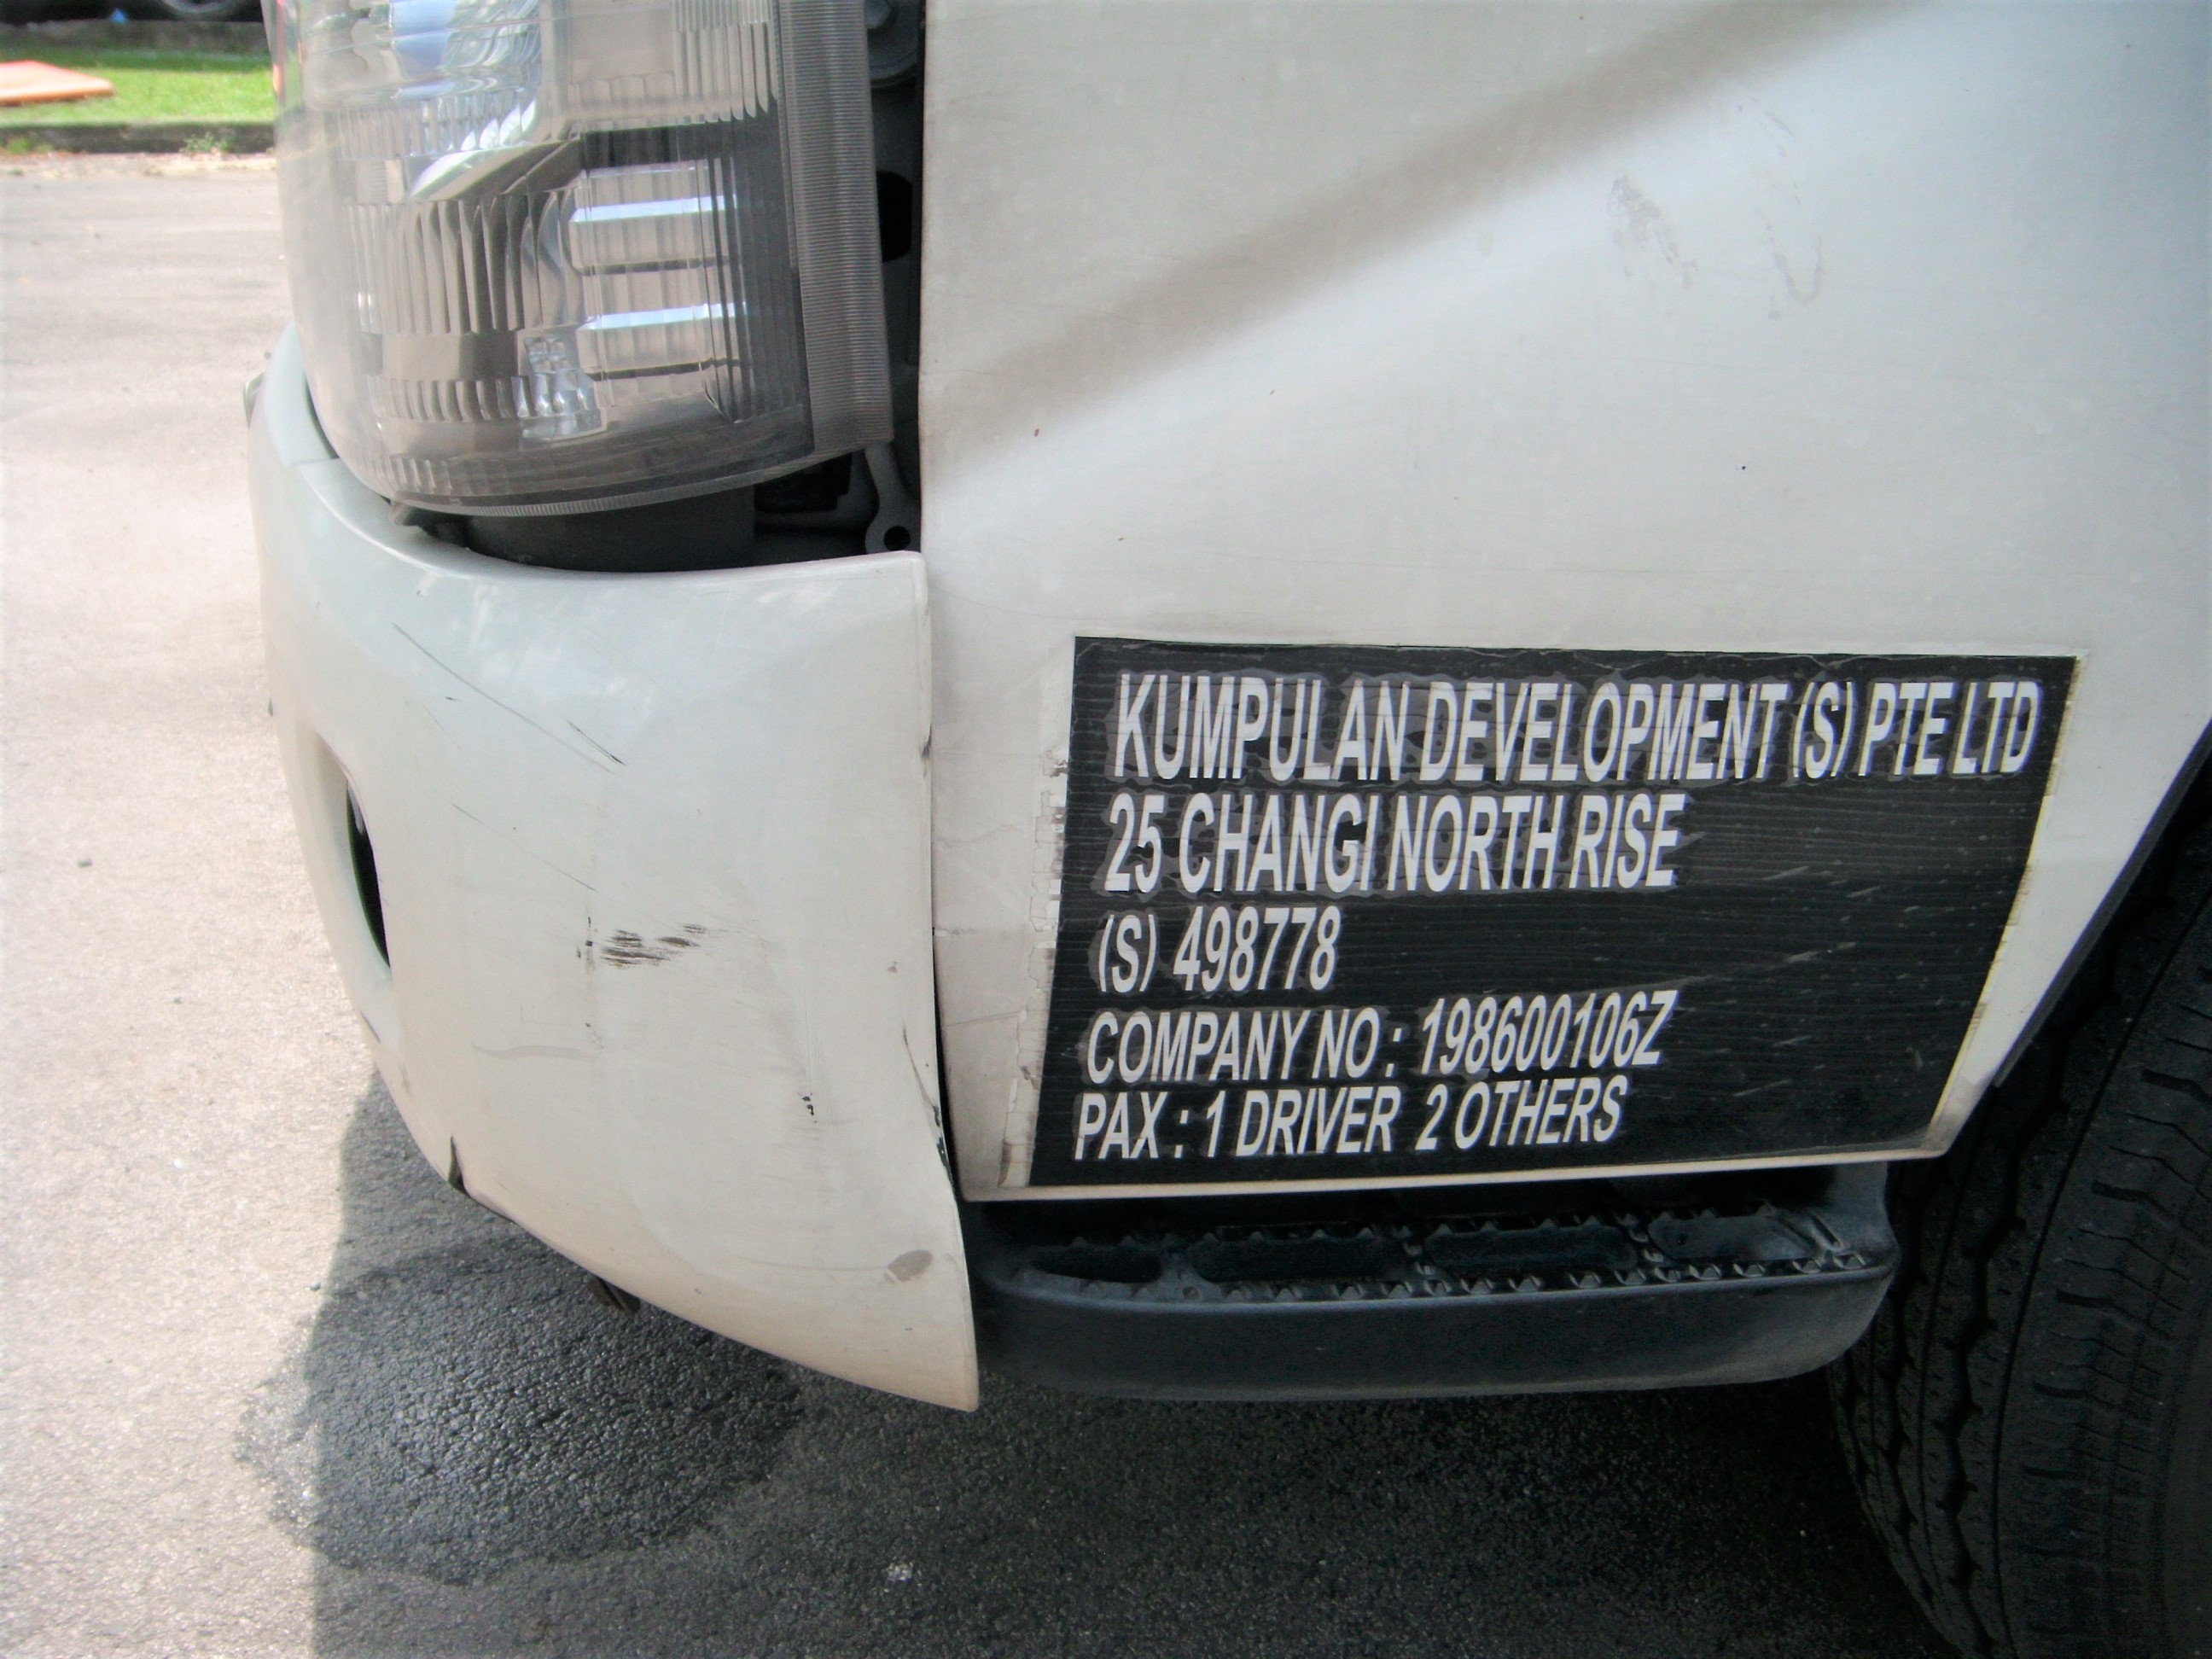 KUMPULAN DEVELOPMENT (S) PTE LTD
25 CHANGI NORTH RISE
(S) 498778
COMPANY NO : 198600106Z
PAX : 1 DRIVER 2 OTHERS